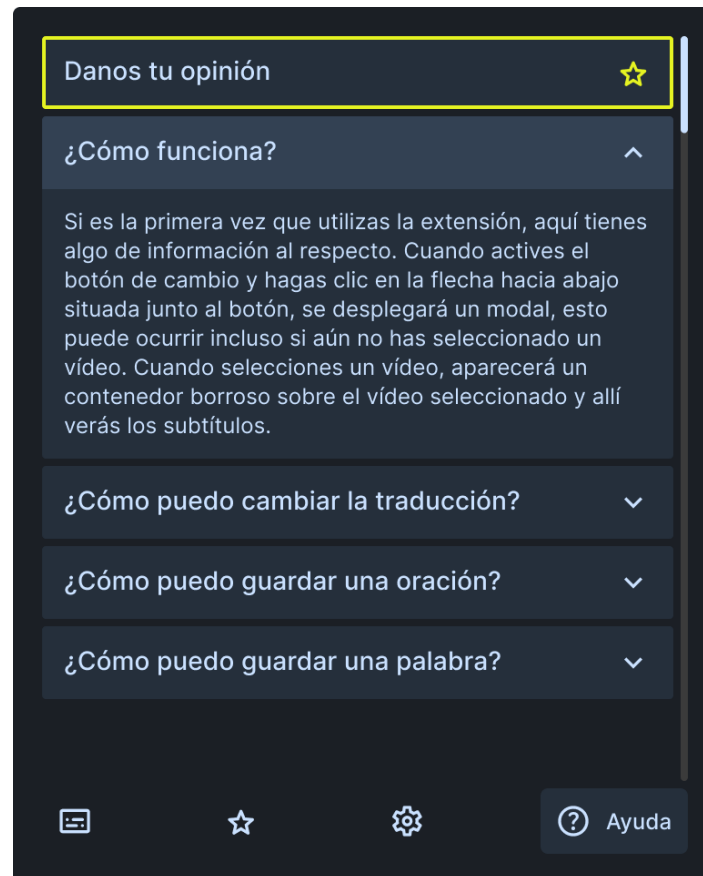 Danos tu opinión
¿Cómo funciona?
Si es la primera vez que utilizas la extensión, aquí tienes
algo de información al respecto. Cuando actives el
botón de cambio y hagas clic en la flecha hacia abajo
situada junto al botón, se desplegará un modal, esto
puede ocurrir incluso si aún no has seleccionado un
vídeo. Cuando selecciones un vídeo, aparecerá un
contenedor borroso sobre el vídeo seleccionado y allí
verás los subtítulos.
¿Cómo puedo cambiar la traducción?
¿Cómo puedo guardar una oración?
¿Cómo puedo guardar una palabra?
Ayuda